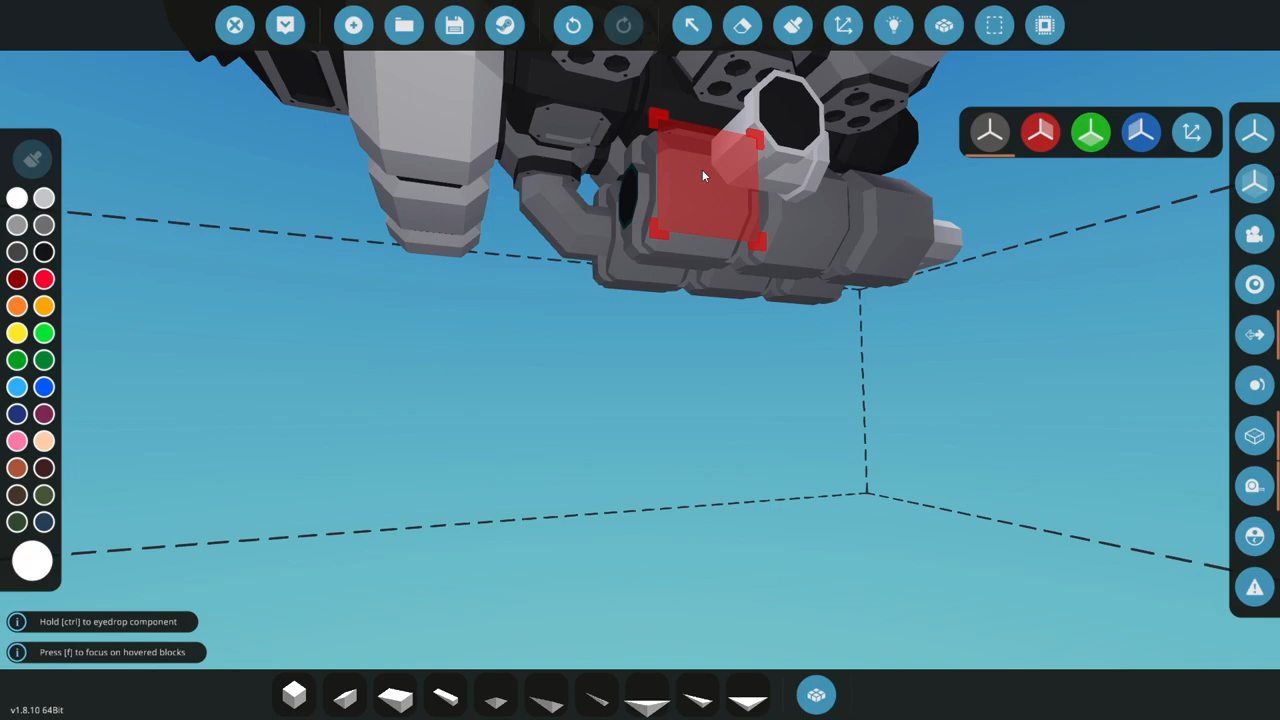 Hold [ctrl] to eyedrop component
Press [f] to focus on hovered blocks
v1.8.10 64Bit